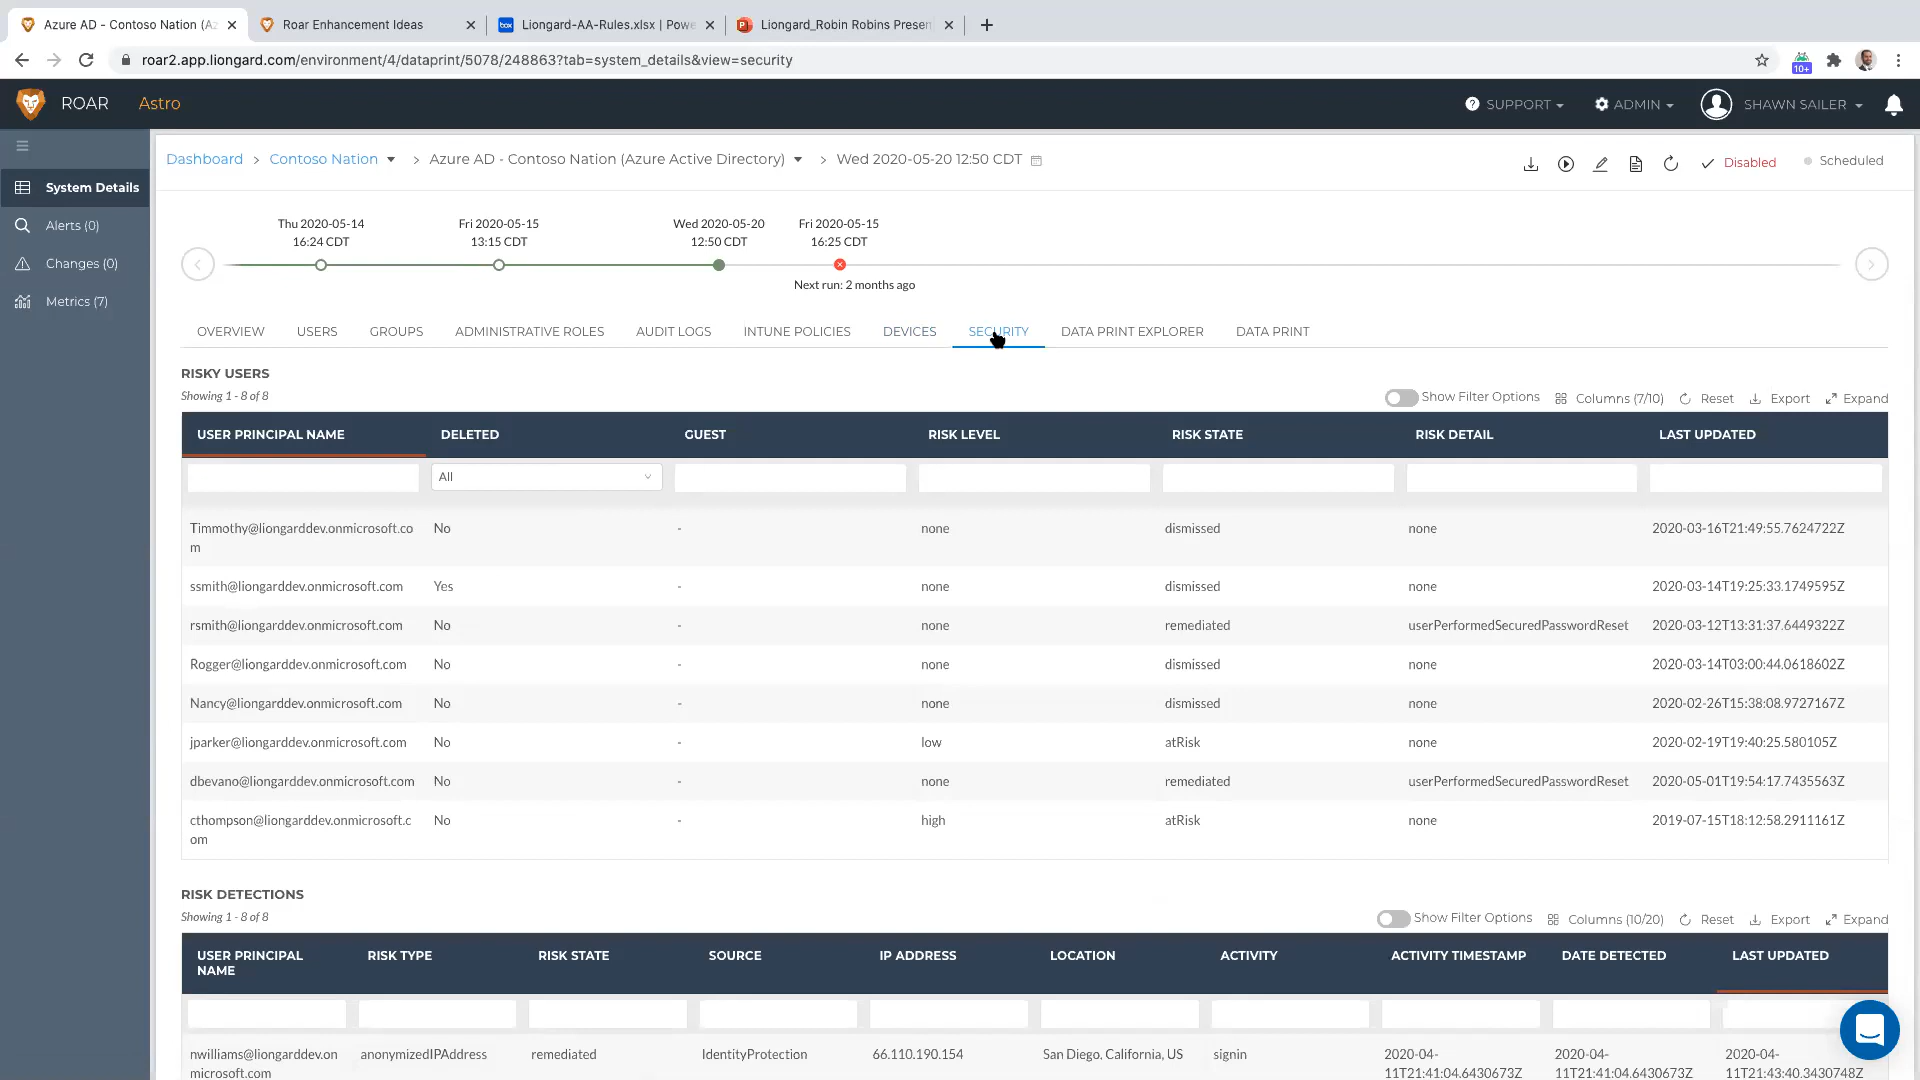 Azure AD - Contoso Nation (Az
Roar Enhancement Ideas
box
Liongard-AA-Rules.xlsx | Powe
Liongard_Robin Robins Presen
roar2.app.liongard.com/environment/4/dataprint/5078/248863?tab=system_details&view=security
10+
ROAR
Astro
SUPPORT
ADMIN
SHAWN SAILER
Dashboard > Contoso Nation > Azure AD - Contoso Nation (Azure Active Directory) > Wed 2020-05-20 12:50 CDT
Disabled
Scheduled
System Details
Alerts (0)
Changes (0)
Metrics (7)
Thu 2020-05-14
16:24 CDT
Fri 2020-05-15
13:15 CDT
Wed 2020-05-20
12:50 CDT
Fri 2020-05-15
16:25 CDT
Next run: 2 months ago
OVERVIEW USERS GROUPS ADMINISTRATIVE ROLES AUDIT LOGS INTUNE POLICIES DEVICES SECURITY DATA PRINT EXPLORER DATA PRINT
RISKY USERS
Showing 1 - 8 of 8
Show Filter Options Columns (7/10) Reset Export Expand
USER PRINCIPAL NAME DELETED GUEST RISK LEVEL RISK STATE RISK DETAIL LAST UPDATED
All
Timmothy@liongarddev.onmicrosoft.co No - none dismissed none 2020-03-16T21:49:55.7624722Z
m
ssmith@liongarddev.onmicrosoft.com Yes - none dismissed none 2020-03-14T19:25:33.1749595Z
rsmith@liongarddev.onmicrosoft.com No - none remediated userPerformedSecuredPasswordReset 2020-03-12T13:31:37.6449322Z
Rogger@liongarddev.onmicrosoft.com No - none dismissed none 2020-03-14T03:00:44.0618602Z
Nancy@liongarddev.onmicrosoft.com No - none dismissed none 2020-02-26T15:38:08.9727167Z
jparker@liongarddev.onmicrosoft.com No - low atRisk none 2020-02-19T19:40:25.580105Z
dbevano@liongarddev.onmicrosoft.com No - none remediated userPerformedSecuredPasswordReset 2020-05-01T19:54:17.7435563Z
cthompson@liongarddev.onmicrosoft.c No - high atRisk none 2019-07-15T18:12:58.2911161Z
om
RISK DETECTIONS
Showing 1 - 8 of 8
Show Filter Options Columns (10/20) Reset Export Expand
USER PRINCIPAL RISK TYPE RISK STATE SOURCE IP ADDRESS LOCATION ACTIVITY ACTIVITY TIMESTAMP DATE DETECTED LAST UPDATED
NAME
nwilliams@liongarddev.on anonymizedIPAddress remediated IdentityProtection 66.110.190.154 San Diego, California, US signin 2020-04- 2020-04- 2020-04-
microsoft.com 11T21:41:04.6430673Z 11T21:41:04.6430673Z 11T21:43:40.3430748Z